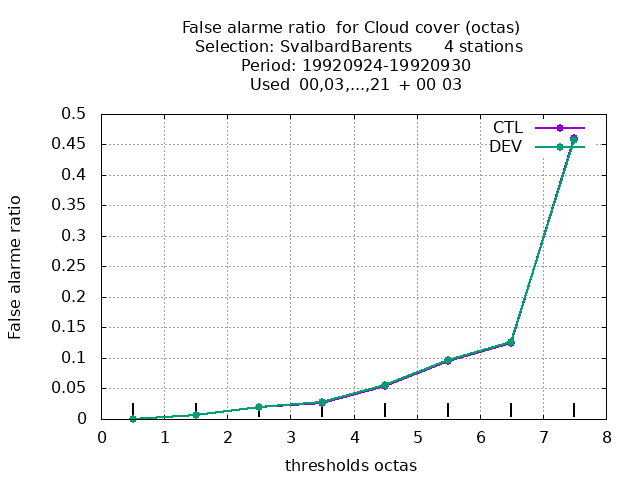 False alarme ratio  for Cloud cover (octas)
Selection: SvalbardBarents      4 stations
Period: 19920924-19920930
Used  00,03,...,21  + 00 03
CTL
DEV
0.5
0.45
0.4
0.35
0.3
0.25
0.2
0.15
0.1
0.05
0
False alarme ratio
0 1 2 3 4 5 6 7 8
thresholds octas